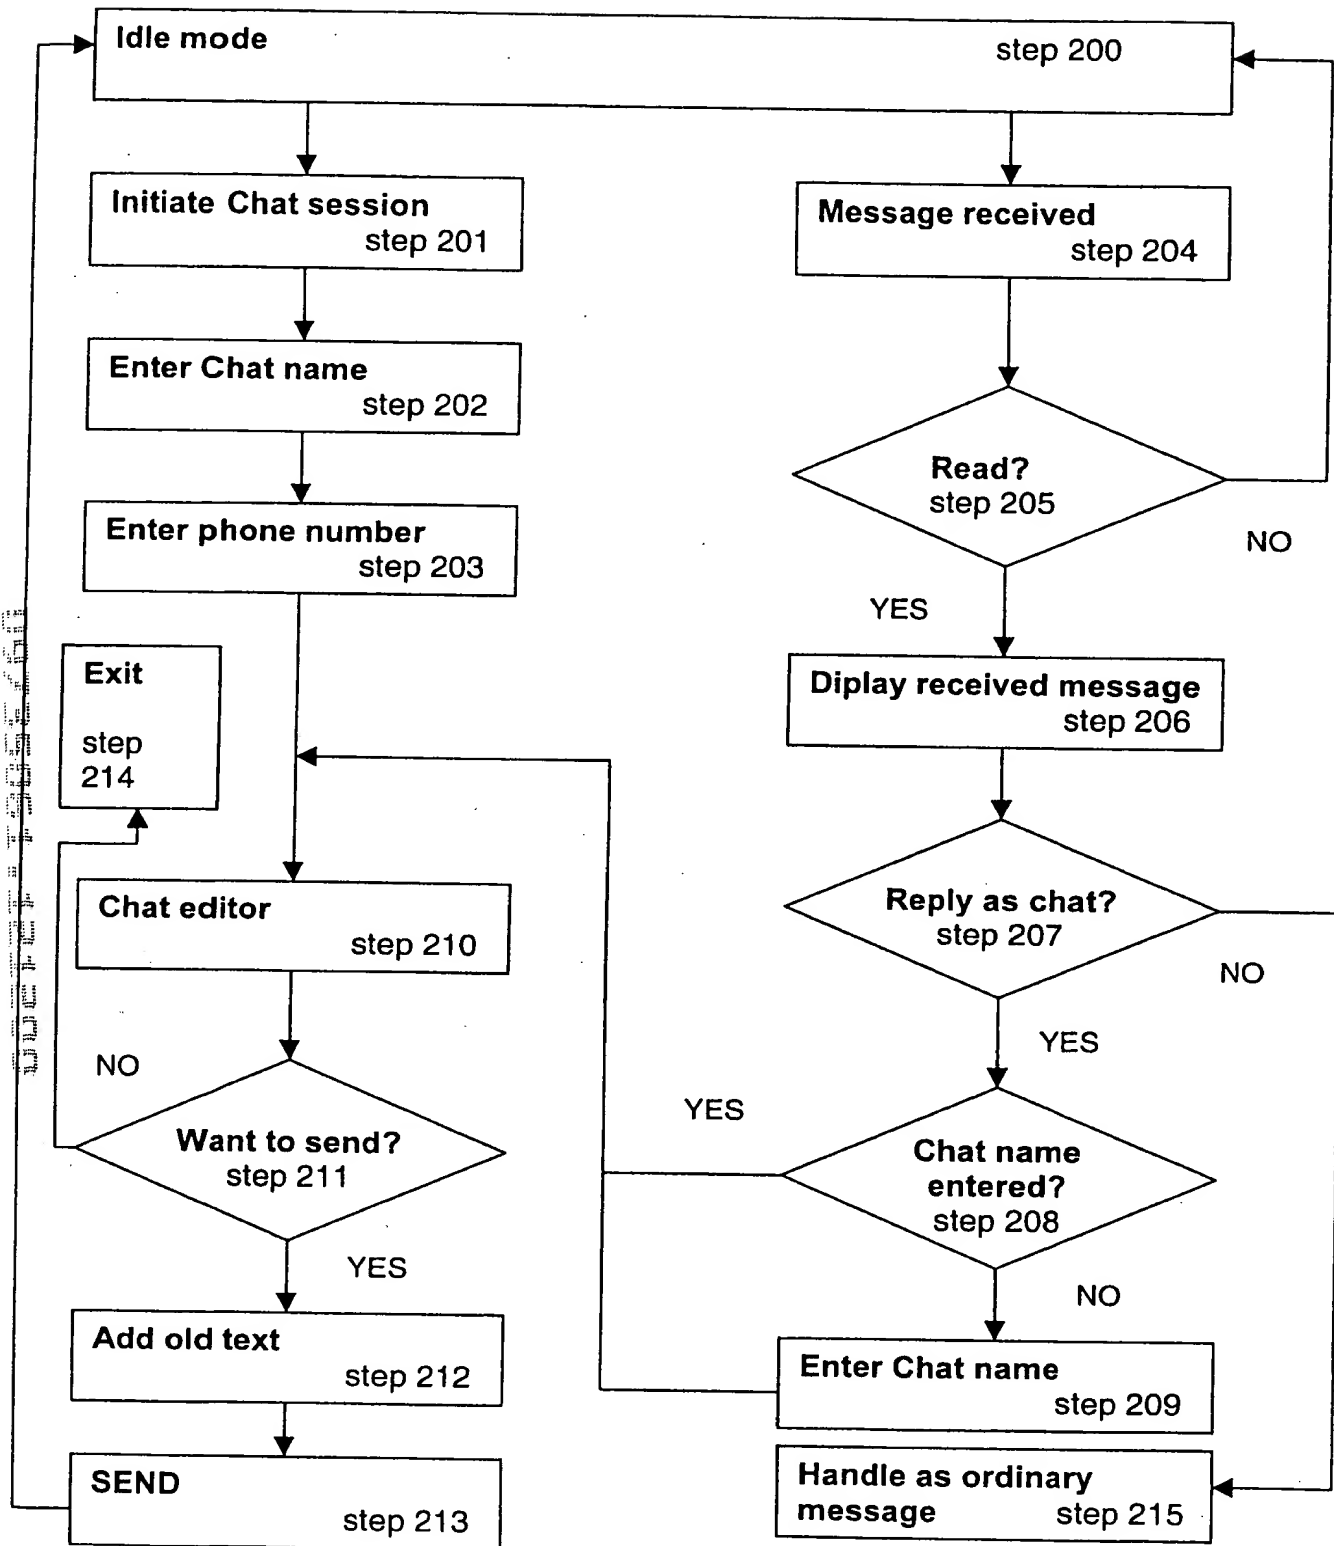 Idle mode
step 200
Initiate Chat session
step 201
Enter Chat name
step 202
Enter phone number
step 203
Exit
step
214
Chat editor
step 210
NO
Want to send?
step 211
YES
Add old text
step 212
SEND
step 213
Message received
step 204
Read?
step 205
NO
YES
Diplay received message
step 206
Reply as chat?
step 207
NO
YES
YES
Chat name
entered?
step 208
NO
Enter Chat name
step 209
Handle as ordinary
message step 215